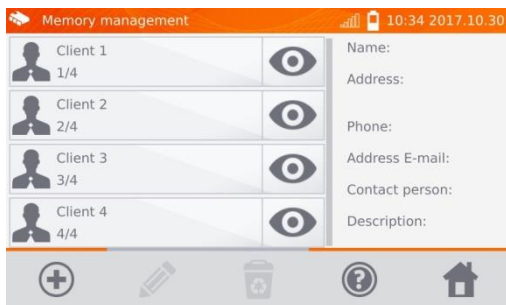 Memory management
10:34 2017.10.30
Client 1
1/4
Client 2
2/4
Client 3
3/4
Client 4
4/4
Name:
Address:
Phone:
Address E-mail:
Contact person:
Description: